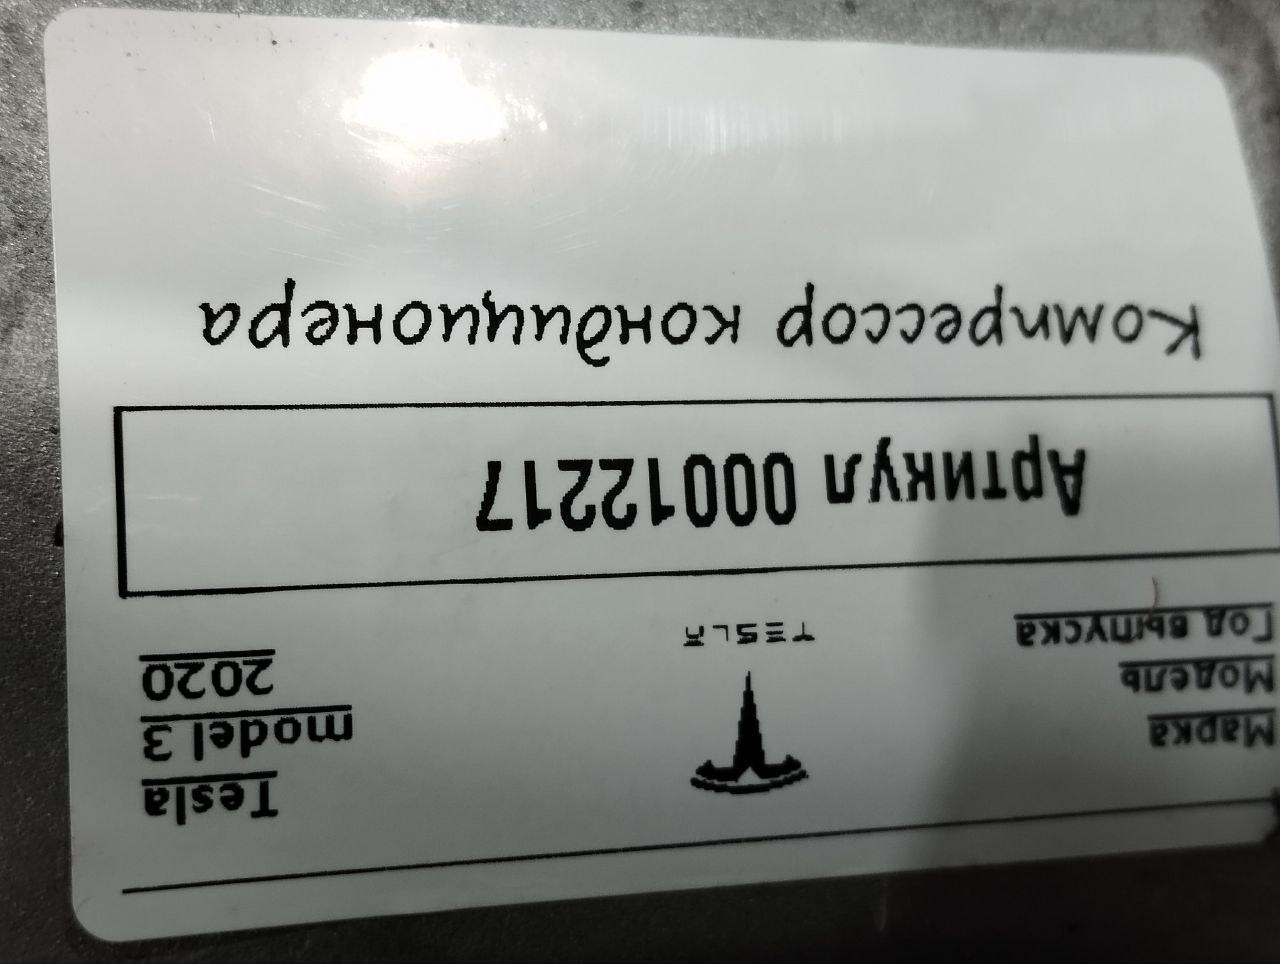 Марка Tesla
Модель model 3
Год выпуска 2020
TESLA
Артикул 00012217
Компрессор кондиционера